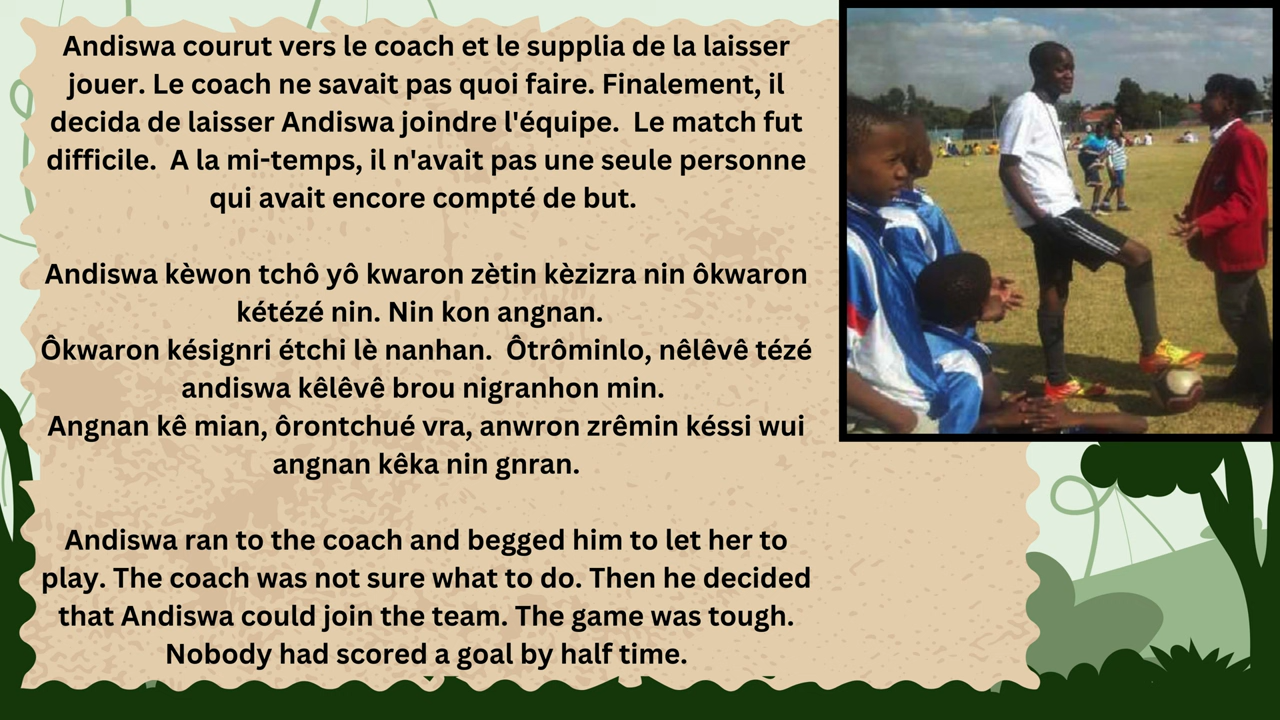 Andiswa courut vers le coach et le supplia de la laisser
jouer. Le coach ne savait pas quoi faire. Finalement, il
decida de laisser Andiswa joindre l'équipe.  Le match fut
difficile.  A la mi-temps, il n'avait pas une seule personne
qui avait encore compté de but.
Andiswa kèwon tchô yô kwaron zètin kèzizra nin ôkwaron
kétézé nin. Nin kon angnan.
Ôkwaron késignri étchi lè nanhan.  Ôtrôminlo, nêlêvê tézé
andiswa kêlêvê brou nigranhon min.
Angnan kê mian, ôrontchué vra, anwron zrêmin késsi wui
angnan kêka nin gnran.
Andiswa ran to the coach and begged him to let her to
play. The coach was not sure what to do. Then he decided
that Andiswa could join the team. The game was tough.
Nobody had scored a goal by half time.